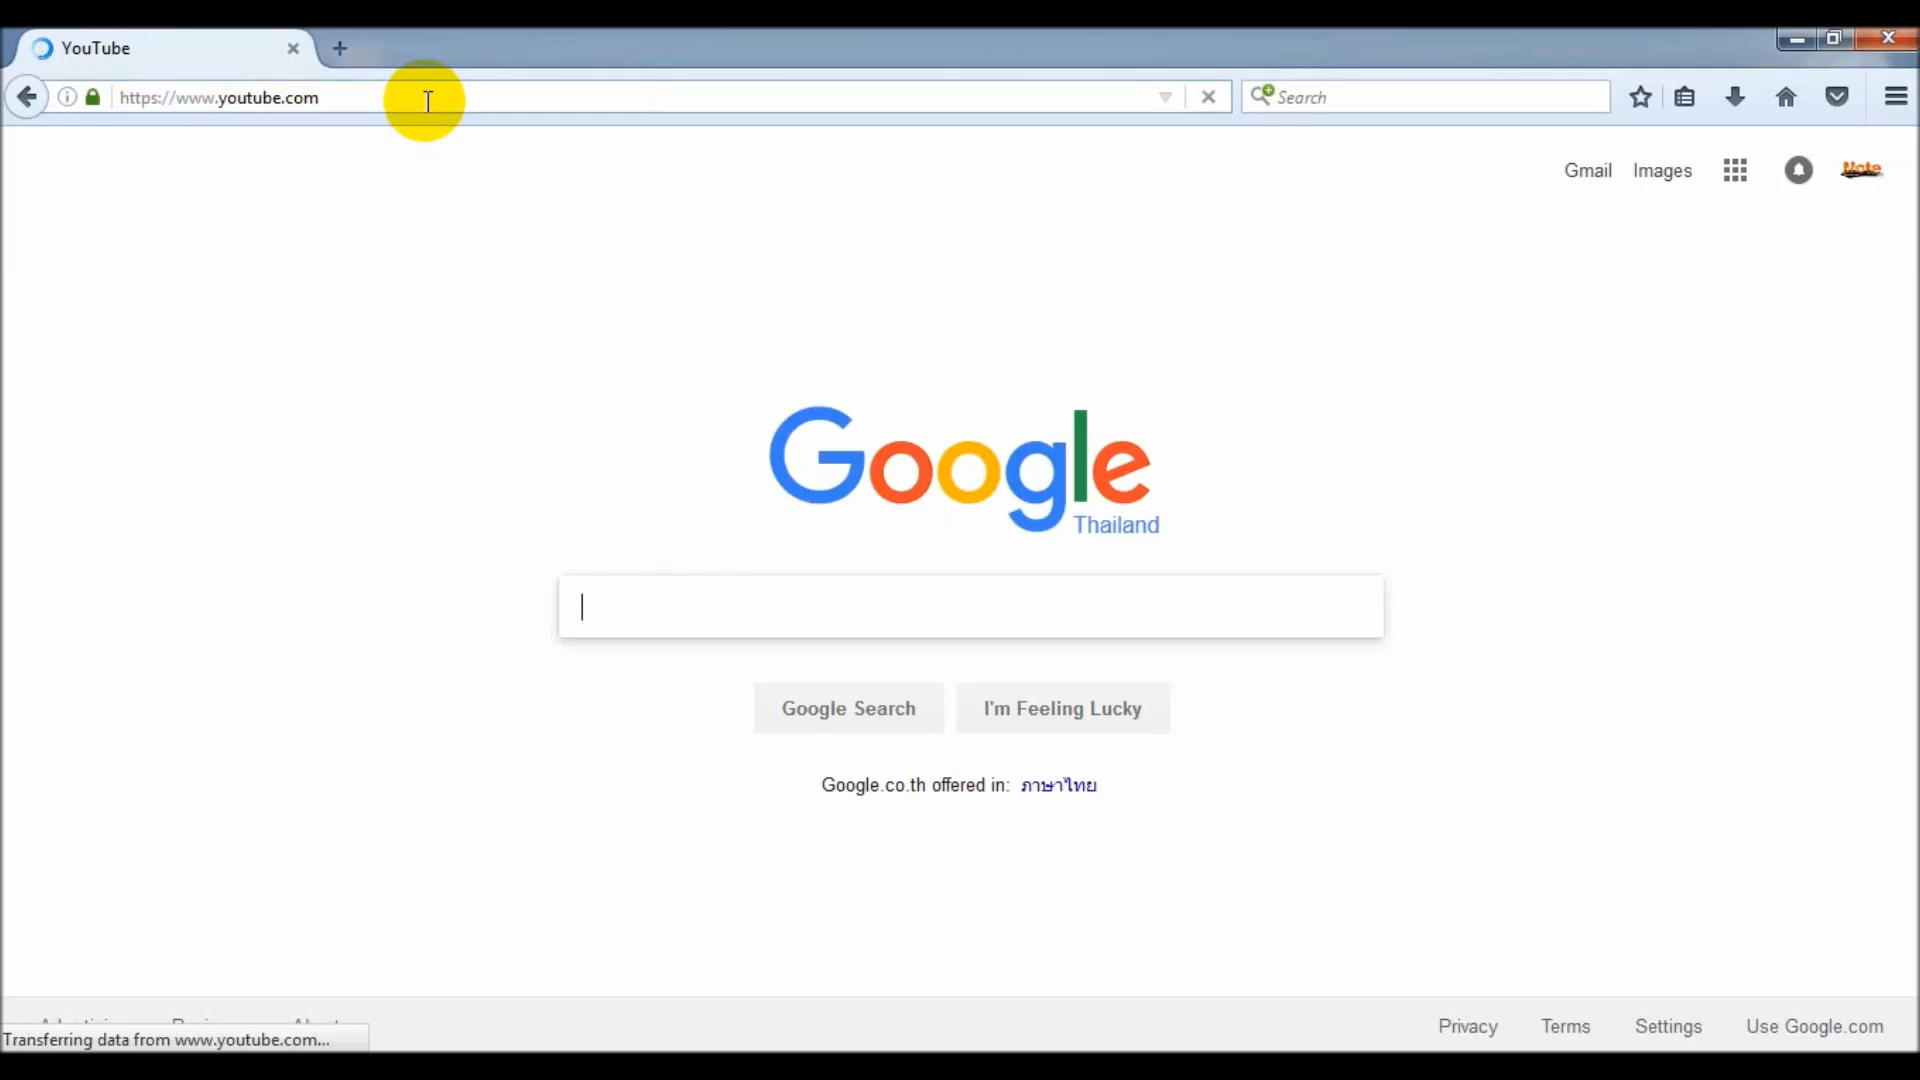 YouTube
https://www.youtube.com
Search
Gmail Images
Note
Google
Thailand
Google Search I'm Feeling Lucky
Google.co.th offered in: ภาษาไทย
Privacy Terms Settings Use Google.com
Transferring data from www.youtube.com...